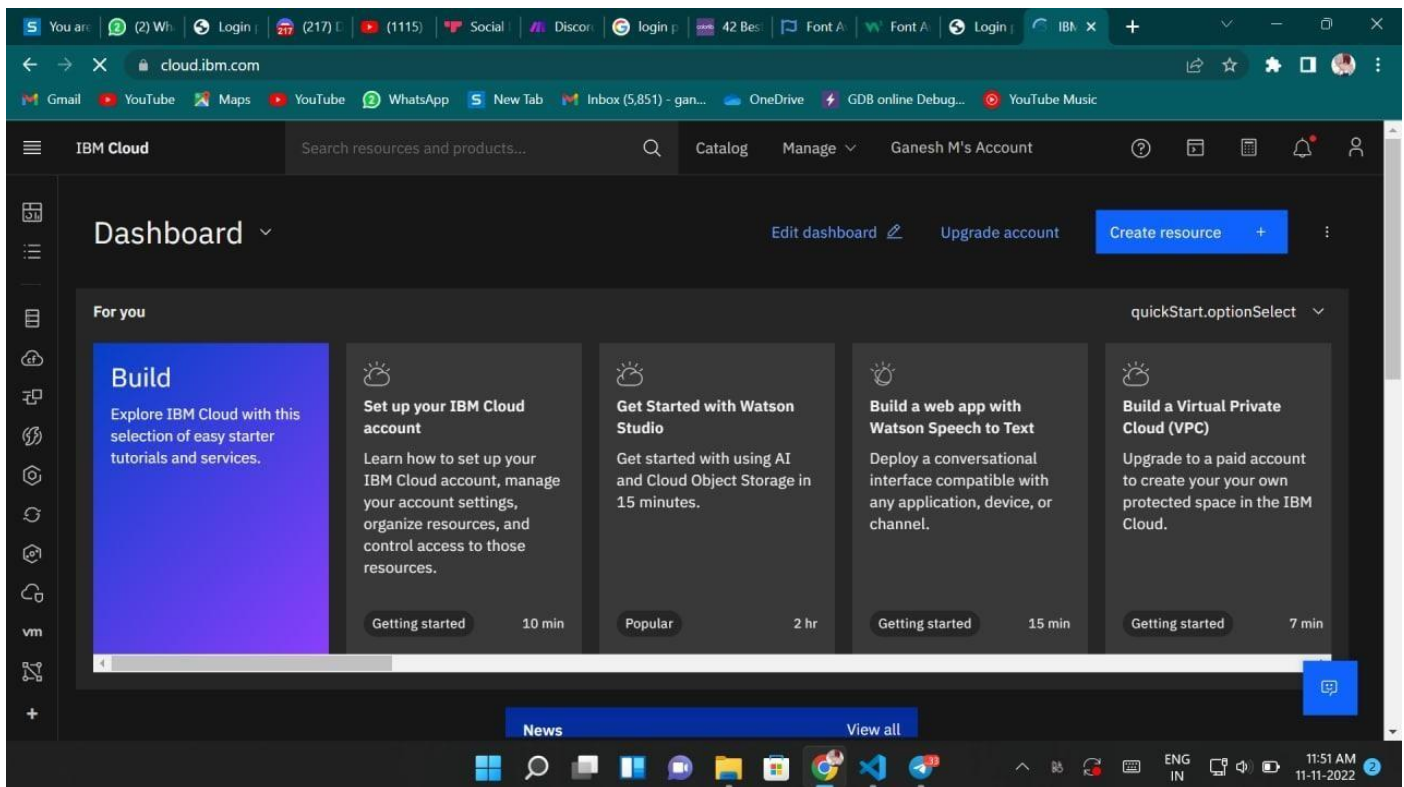 You are
(2) Wh
Login
(217) D
(1115)
Social
Discor
login p
42 Bes
Font A
Font A
Login
IBM
cloud.ibm.com
Gmail
YouTube
Maps
YouTube
WhatsApp
New Tab
Inbox (5,851) - gan...
OneDrive
GDB online Debug...
YouTube Music
IBM Cloud
Search resources and products...
Catalog
Manage
Ganesh M's Account
Dashboard
Edit dashboard
Upgrade account
Create resource +
For you
quickStart.optionSelect
Build
Explore IBM Cloud with this
selection of easy starter
tutorials and services.
Set up your IBM Cloud
account
Learn how to set up your
IBM Cloud account, manage
your account settings,
organize resources, and
control access to those
resources.
Getting started
10 min
Get Started with Watson
Studio
Get started with using AI
and Cloud Object Storage in
15 minutes.
Popular
2 hr
Build a web app with
Watson Speech to Text
Deploy a conversational
interface compatible with
any application, device, or
channel.
Getting started
15 min
Build a Virtual Private
Cloud (VPC)
Upgrade to a paid account
to create your your own
protected space in the IBM
Cloud.
Getting started
7 min
vm
News
View all
33
ENG
IN
11:51 AM
11-11-2022
2